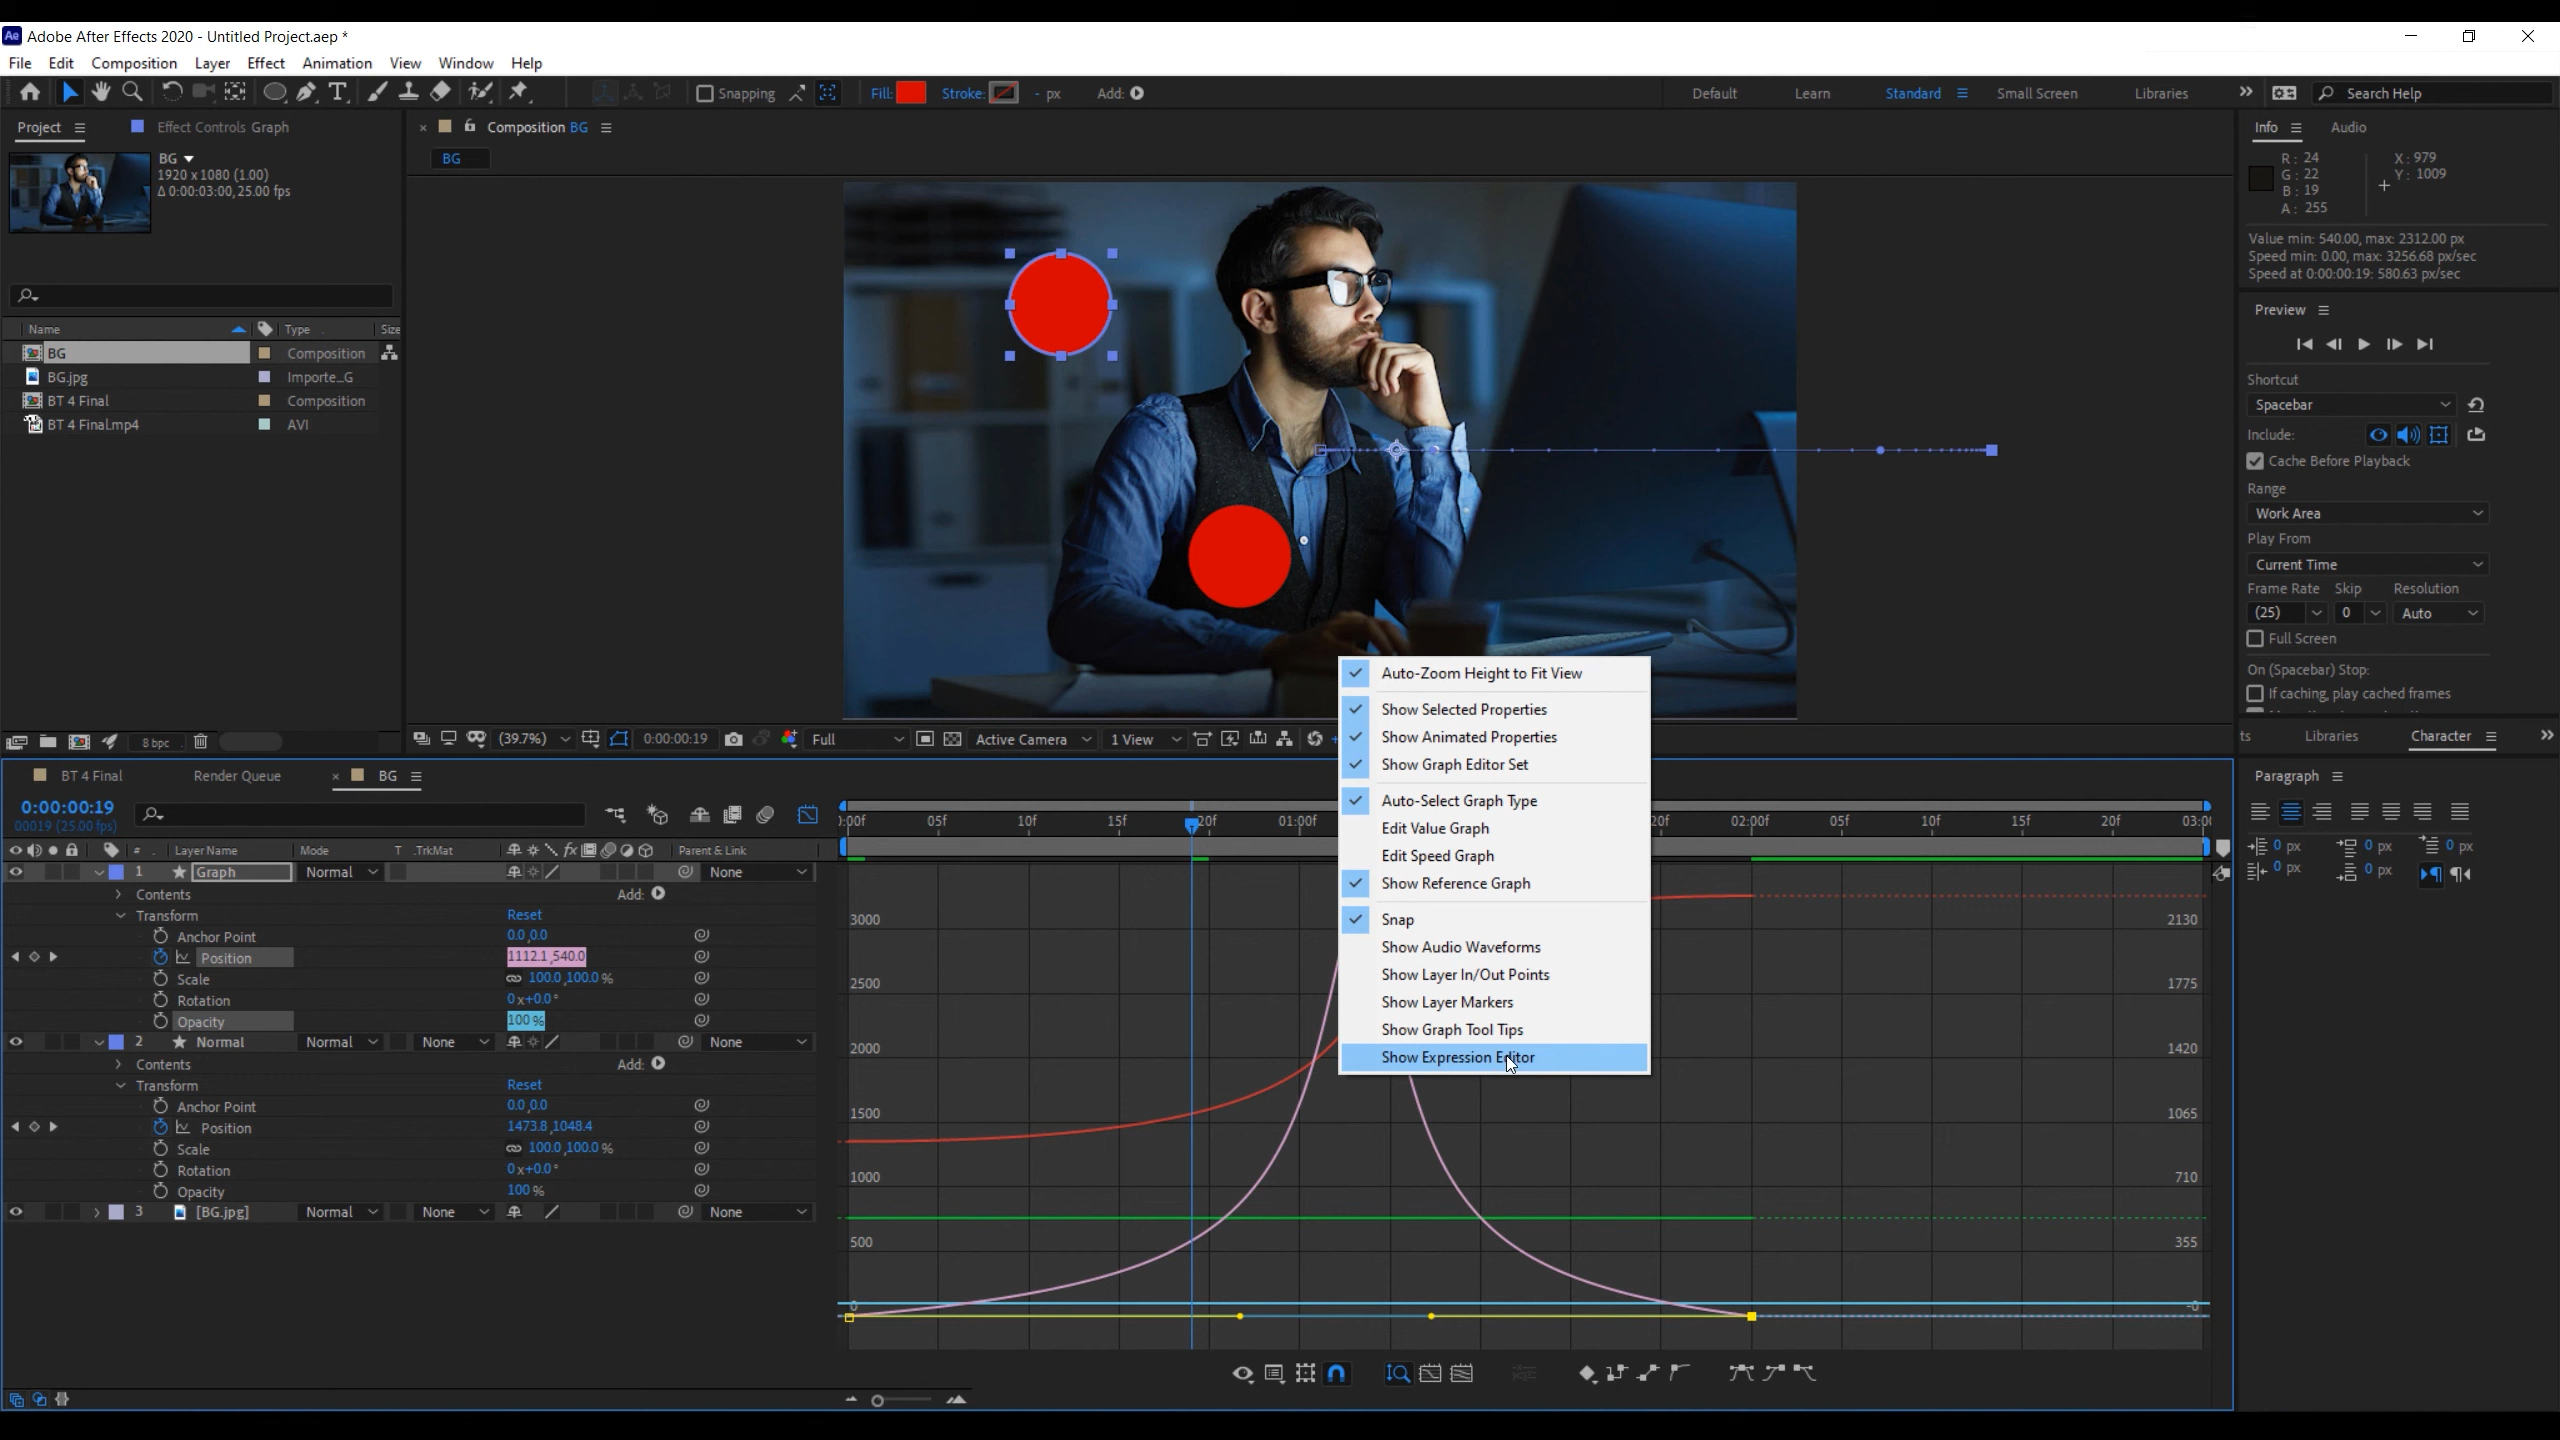 Adobe After Effects 2020 - Untitled Project.aep *
File Edit Composition Layer Effect Animation View Window Help
Snapping Fill: Stroke: - px Add: Default Learn Standard Small Screen Libraries Search Help
Project Effect Controls Graph
Composition BG
Info Audio
BG
1920 x 1080 (1.00)
Δ 0:00:03:00, 25.00 fps
BG
R: 24
G: 22
B: 19
A: 255
X: 979
Y: 1009
Value min: 540.00, max: 2312.00 px
Speed min: 0.00, max: 3256.68 px/sec
Speed at 0:00:00:19: 580.63 px/sec
Name Type Size
BG Composition
BG.jpg Importe...G
BT 4 Final Composition
BT 4 Final.mp4 AVI
Preview
Shortcut
Spacebar
Include:
Cache Before Playback
Range
Work Area
Play From
Current Time
Frame Rate Skip Resolution
(25) 0 Auto
Full Screen
On (Spacebar) Stop:
If caching, play cached frames
8 bpc
(39.7%) 0:00:00:19 Full Active Camera 1 View
ts Libraries Character
Auto-Zoom Height to Fit View
Show Selected Properties
Show Animated Properties
Show Graph Editor Set
Auto-Select Graph Type
Edit Value Graph
Edit Speed Graph
Show Reference Graph
Snap
Show Audio Waveforms
Show Layer In/Out Points
Show Layer Markers
Show Graph Tool Tips
Show Expression Editor
BT 4 Final Render Queue BG
0:00:00:19
00019 (25.00 fps)
# Layer Name Mode T .TrkMat Parent & Link
1 Graph Normal None
Contents Add:
Transform Reset
Anchor Point 0.0,0.0
Position 1112.1,540.0
Scale 100.0,100.0 %
Rotation 0x+0.0°
Opacity 100 %
2 Normal Normal None None
Contents Add:
Transform Reset
Anchor Point 0.0,0.0
Position 1473.8,1048.4
Scale 100.0,100.0 %
Rotation 0x+0.0°
Opacity 100 %
3 [BG.jpg] Normal None None
:00f 05f 10f 15f 20f 01:00f 20f 02:00f 05f 10f 15f 20f 03:00
3000 2130
2500 1775
2000 1420
1500 1065
1000 710
500 355
0 -0
Paragraph
0 px 0 px 0 px
0 px 0 px